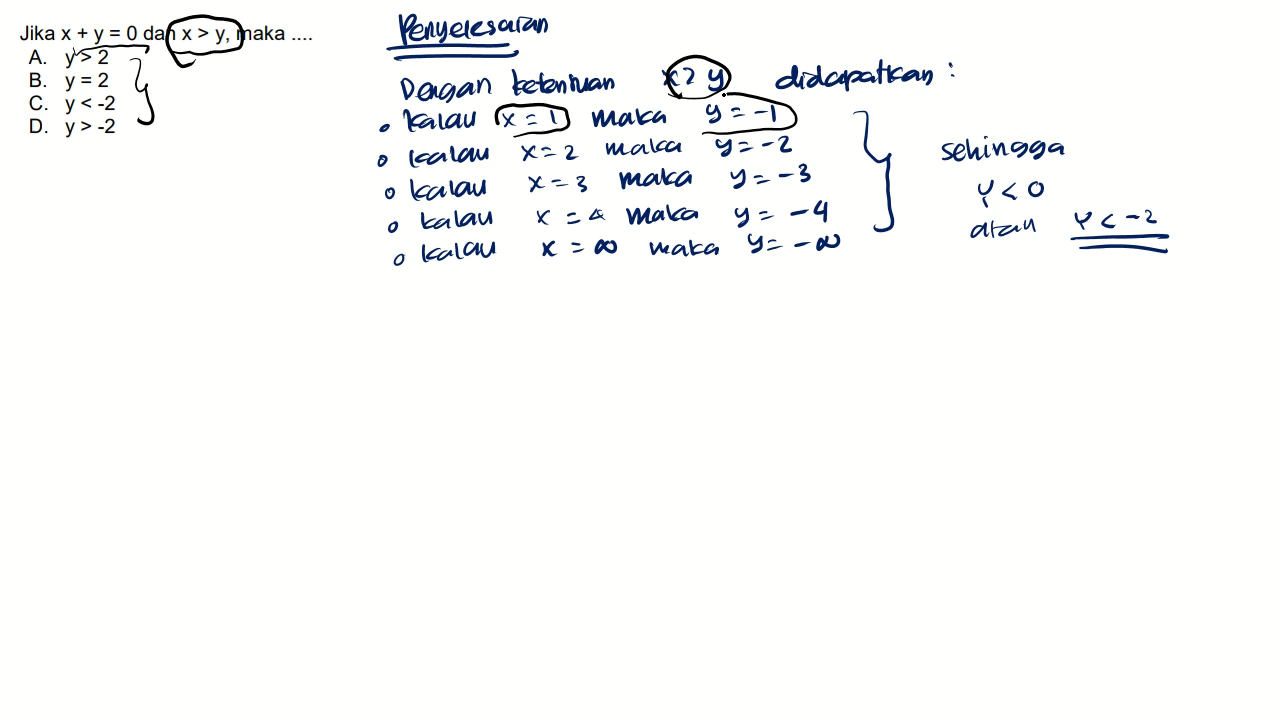 Jika x + y = 0 dan x > y, maka ....
A. y > 2
B. y = 2
C. y < -2
D. y > -2
Penyelesaian
Dengan ketentuan x > y didapatkan :
• kalau x = 1 maka y = -1
• kalau x = 2 maka y = -2
• kalau x = 3 maka y = -3
• kalau x = 4 maka y = -4
• kalau x = ∞ maka y = -∞
sehingga
Y < 0
atau Y < -2